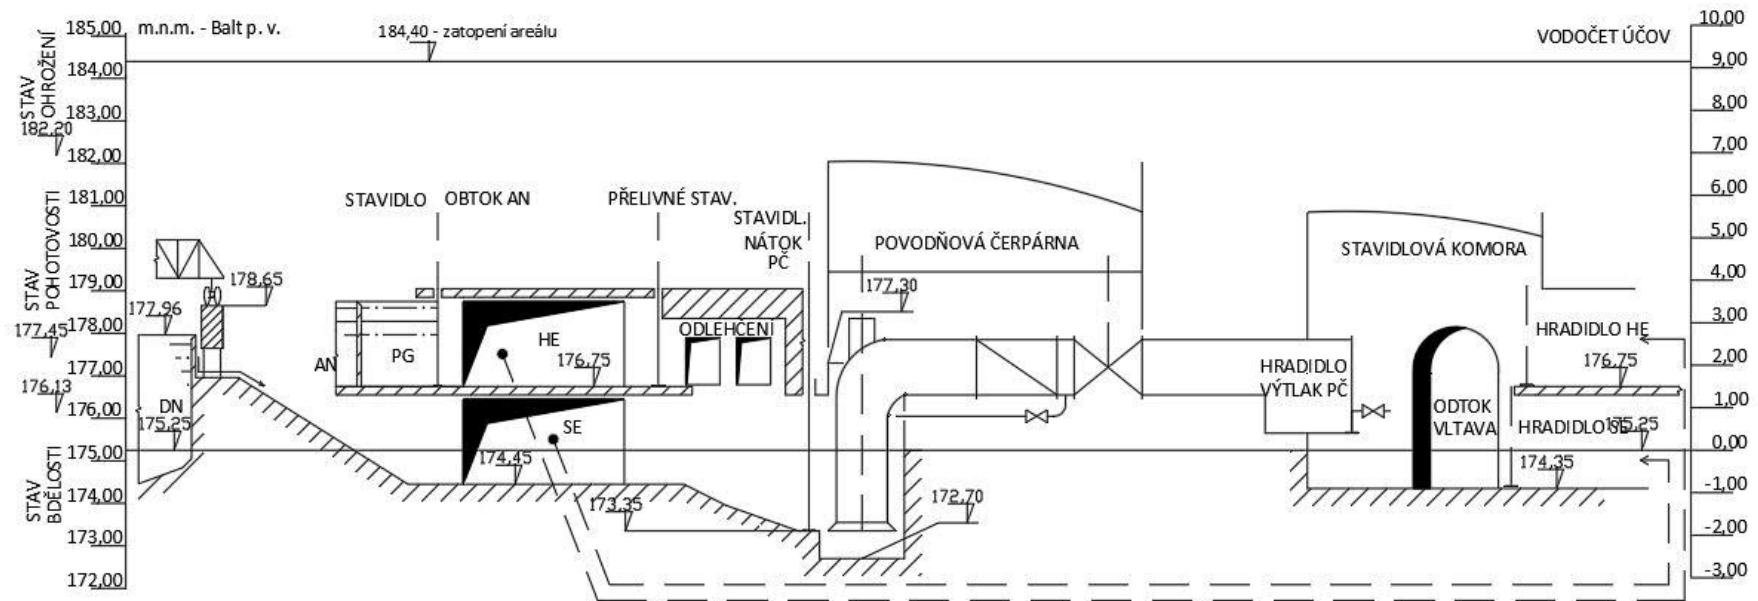 185,00
m.n.m. - Balt p. v.
184,40 - zatopení areálu
VODOČET ÚČOV
10,00
STAV
OHROŽENÍ
184,00
9,00
183,00
8,00
182,20
182,00
7,00
STAV
POHOTOVOSTI
181,00
STAVIDLO
OBTOK AN
PŘELIVNÉ STAV.
6,00
STAVIDL.
NÁTOK
PČ
180,00
POVODŇOVÁ ČERPÁRNA
STAVIDLOVÁ KOMORA
5,00
179,00
178,65
177,30
4,00
177,96
178,00
177,45
HE
ODLEHČENÍ
HRADIDLO HE
3,00
177,00
AN
PG
176,75
HRADIDLO
VÝTLAK PČ
176,75
2,00
176,13
176,00
DN
175,25
SE
ODTOK
VLTAVA
HRADIDLO SE
175,25
1,00
0,00
175,00
174,45
174,35
STAV
BDĚLOSTI
174,00
173,35
172,70
-1,00
173,00
-2,00
172,00
-3,00